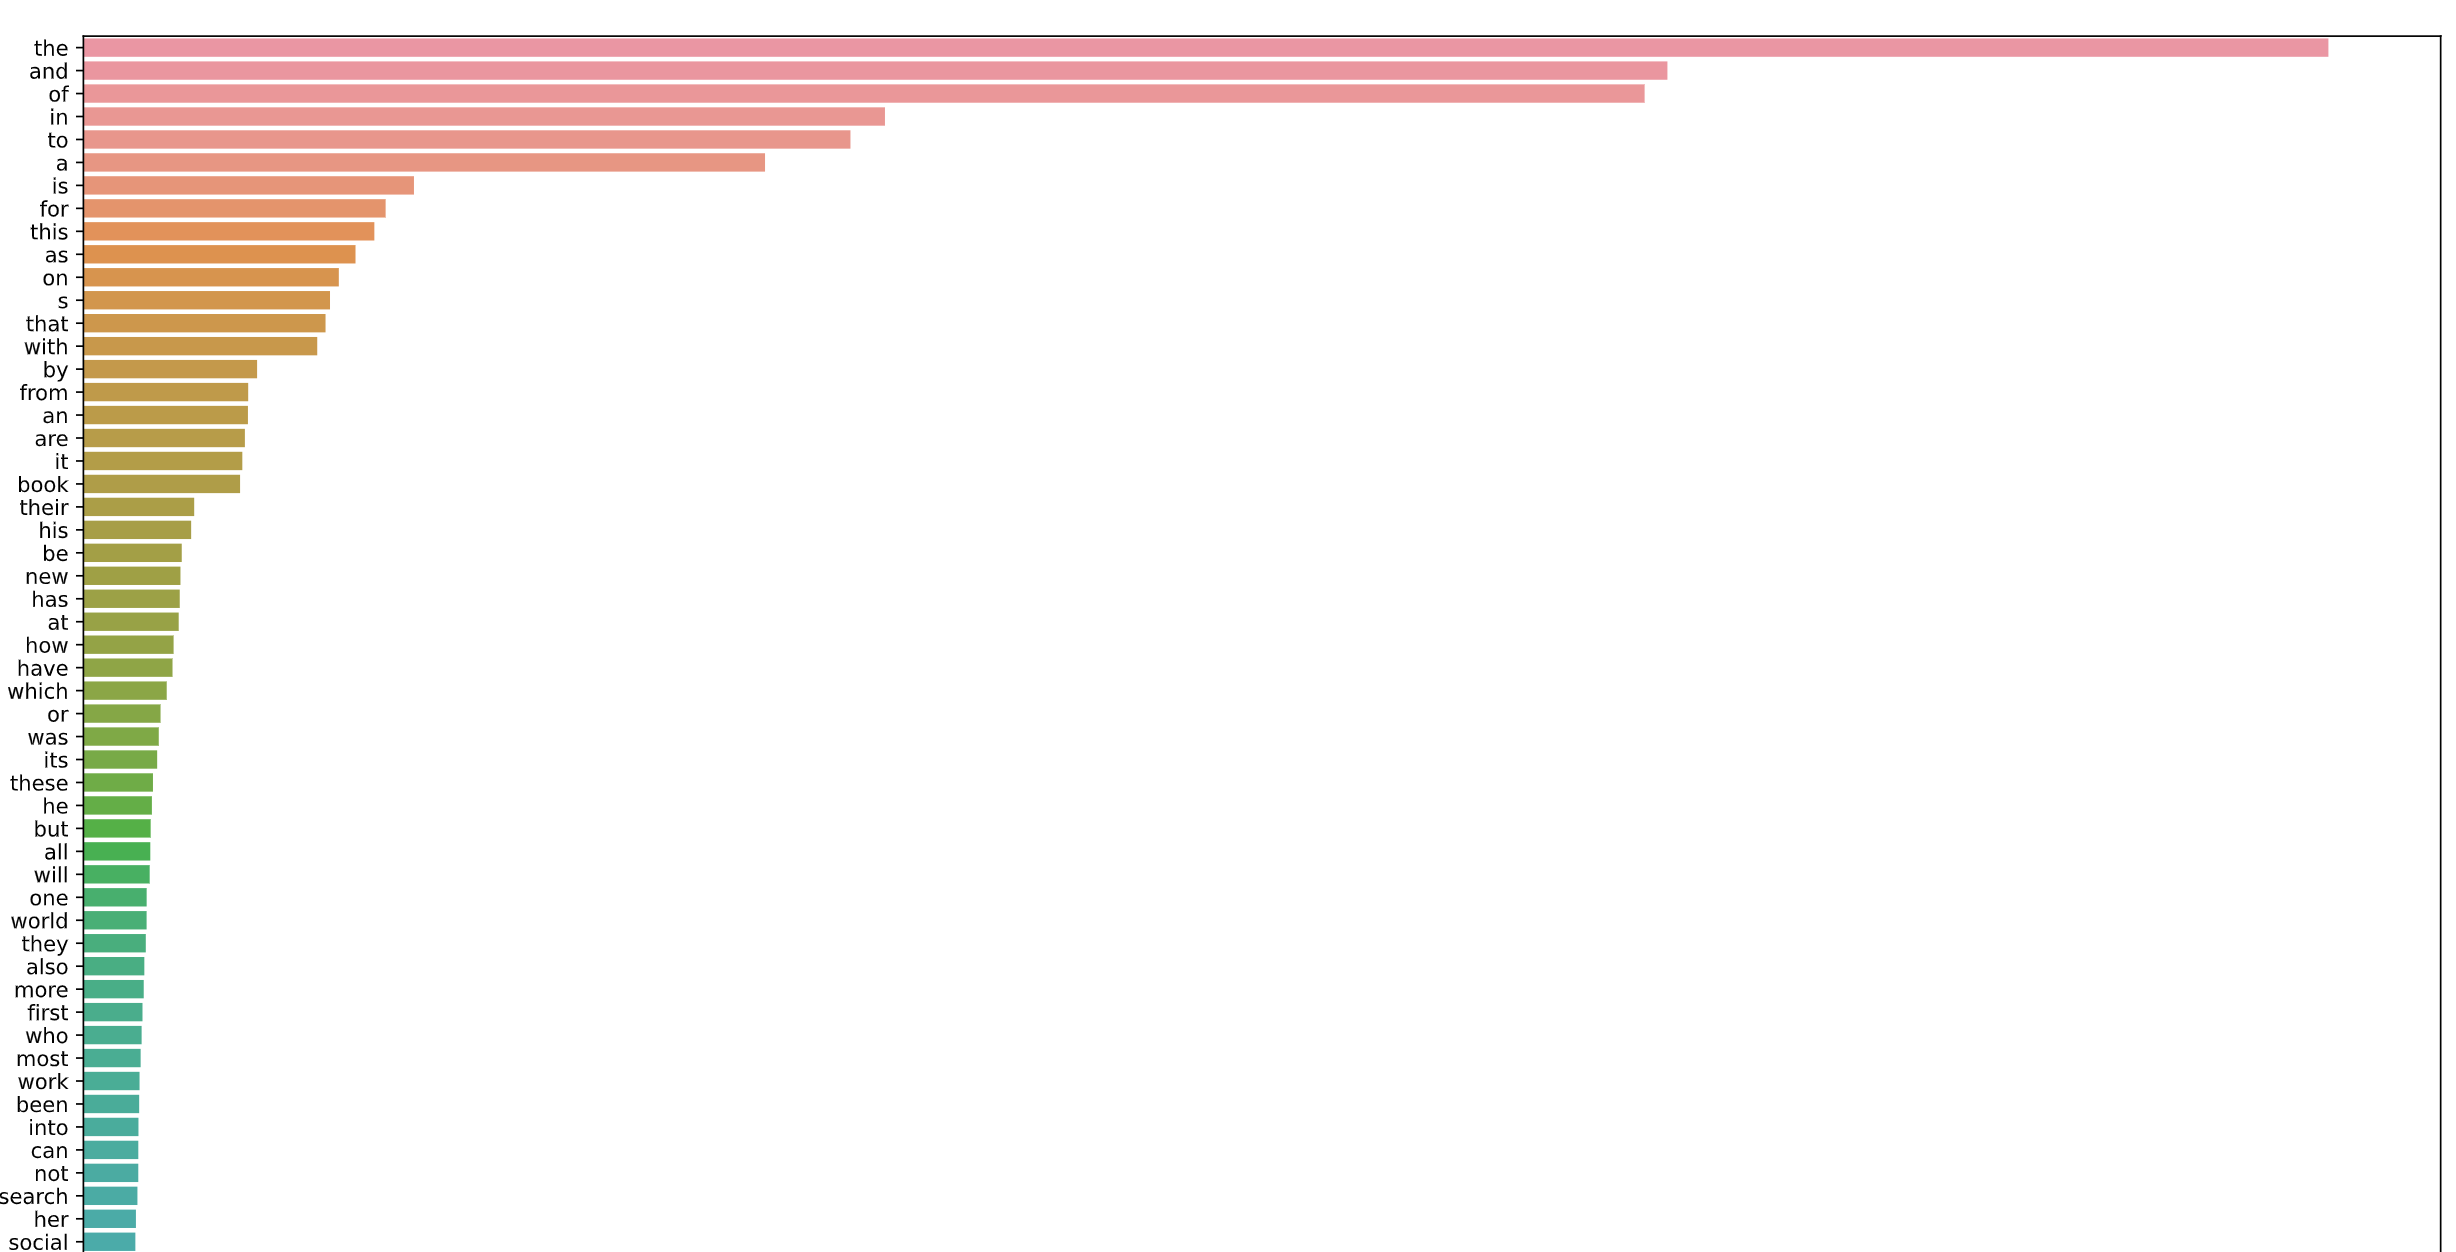 the
and
of
in
to
a
is
for
this
as
on
s
that
with
by
from
an
are
it
book
their
his
be
new
has
at
how
have
which
or
was
its
these
he
but
all
will
one
world
they
also
more
first
who
most
work
been
into
can
not
search
her
social